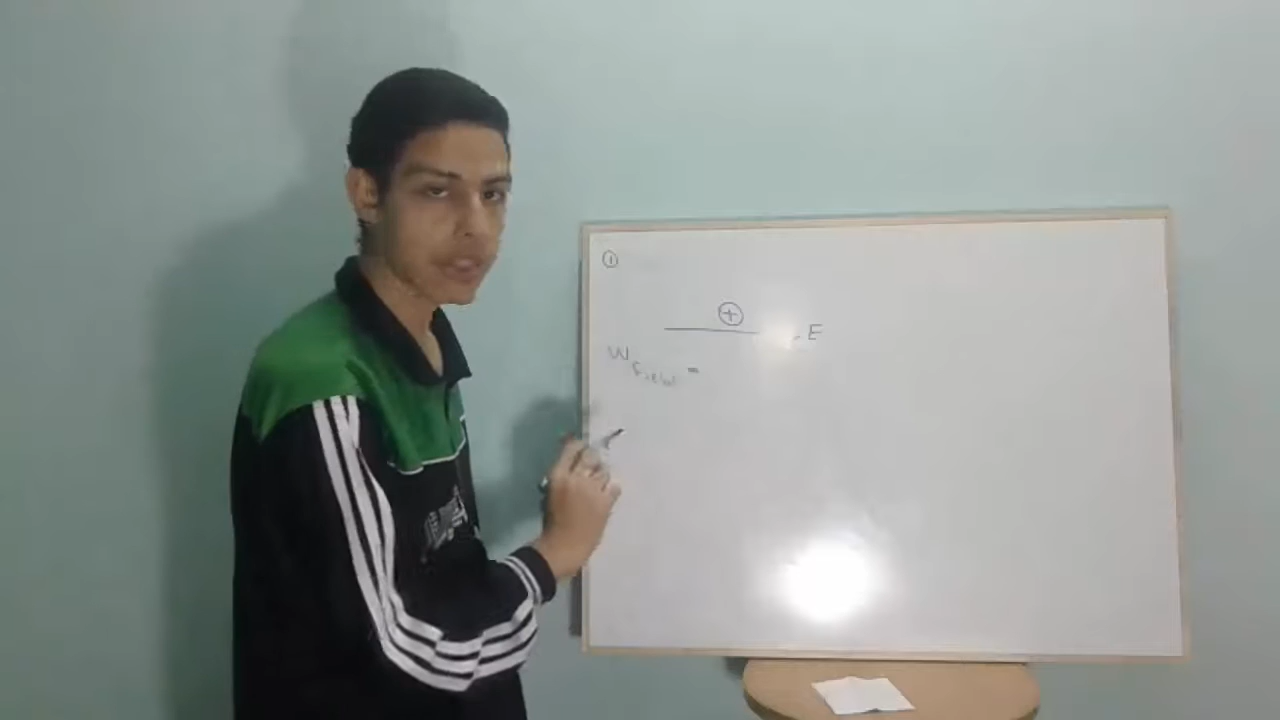 ①
⊕
E
W Field =